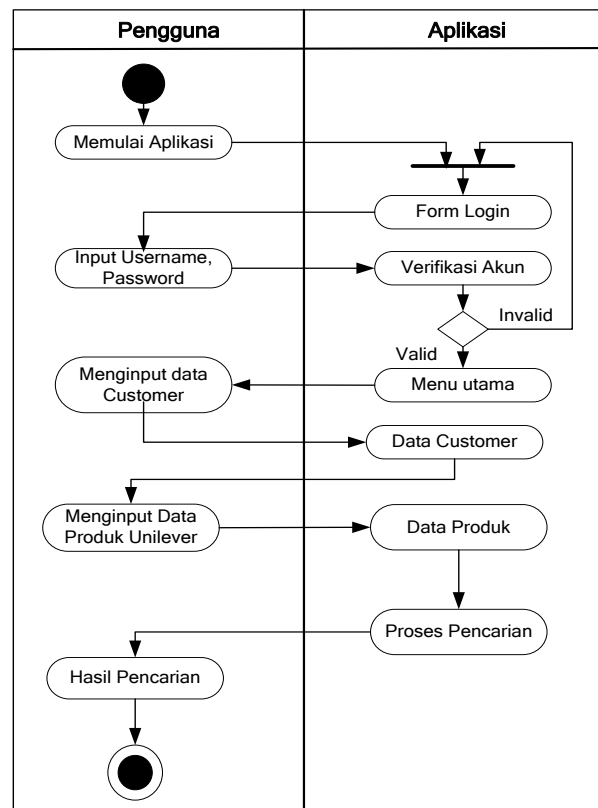 Pengguna
Aplikasi
Memulai Aplikasi
Form Login
Input Username,
Password
Verifikasi Akun
Invalid
Valid
Menginput data
Customer
Menu utama
Data Customer
Menginput Data
Produk Unilever
Data Produk
Proses Pencarian
Hasil Pencarian